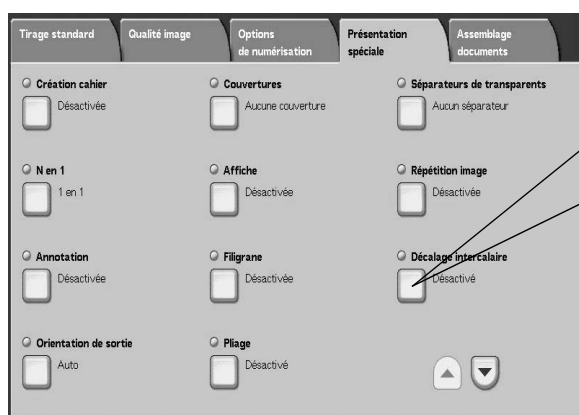 Tirage standard
Qualité image
Options
de numérisation
Présentation
spéciale
Assemblage
documents
Création cahier
Désactivée
Couvertures
Aucune couverture
Séparateurs de transparents
Aucun séparateur
N en 1
1 en 1
Affiche
Désactivée
Répétition image
Désactivée
Annotation
Désactivée
Filigrane
Désactivée
Décalage intercalaire
Désactivé
Orientation de sortie
Auto
Pliage
Désactivé